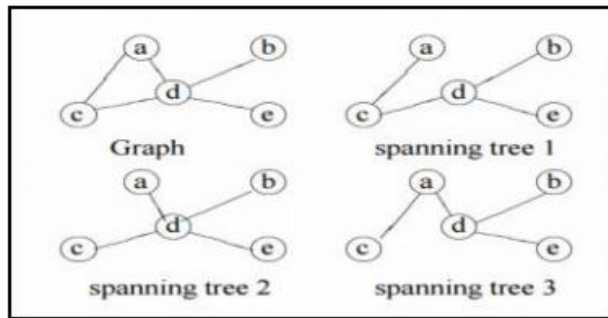 a b a b
d d
c e c e
Graph spanning tree 1
a b a b
d d
c e c e
spanning tree 2 spanning tree 3